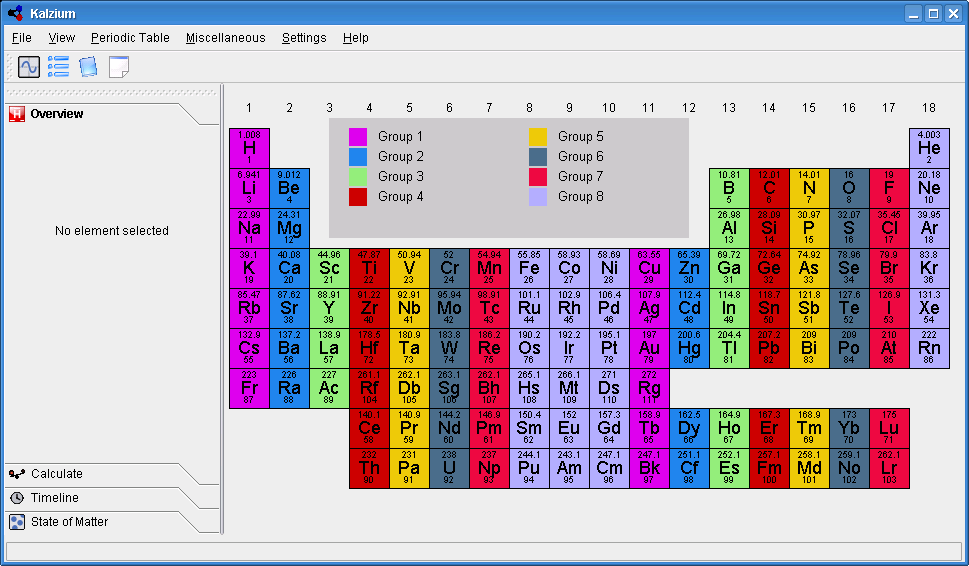 Kalzium
File View Periodic Table Miscellaneous Settings Help
Overview
No element selected
Calculate
Timeline
State of Matter
1 2 3 4 5 6 7 8 9 10 11 12 13 14 15 16 17 18
Group 1 Group 5
Group 2 Group 6
Group 3 Group 7
Group 4 Group 8
1.008 4.003
H He
1 2
6.941 9.012 10.81 12.01 14.01 16 19 20.18
Li Be B C N O F Ne
3 4 5 6 7 8 9 10
22.99 24.31 26.98 28.09 30.97 32.07 35.45 39.95
Na Mg Al Si P S Cl Ar
11 12 13 14 15 16 17 18
39.1 40.08 44.96 47.87 50.94 52 54.94 55.85 58.93 58.69 63.55 65.39 69.72 72.64 74.92 78.96 79.9 83.8
K Ca Sc Ti V Cr Mn Fe Co Ni Cu Zn Ga Ge As Se Br Kr
19 20 21 22 23 24 25 26 27 28 29 30 31 32 33 34 35 36
85.47 87.62 88.91 91.22 92.91 95.94 98.91 101.1 102.9 106.4 107.9 112.4 114.8 118.7 121.8 127.6 126.9 131.3
Rb Sr Y Zr Nb Mo Tc Ru Rh Pd Ag Cd In Sn Sb Te I Xe
37 38 39 40 41 42 43 44 45 46 47 48 49 50 51 52 53 54
132.9 137.2 138.9 178.5 180.9 183.8 186.2 190.2 192.2 195.1 197 200.6 204.4 207.2 209 209 210 222
Cs Ba La Hf Ta W Re Os Ir Pt Au Hg Tl Pb Bi Po At Rn
55 56 57 72 73 74 75 76 77 78 79 80 81 82 83 84 85 86
223 226 227 261.1 262.1 263.1 262.1 265.1 266.1 271 272
Fr Ra Ac Rf Db Sg Bh Hs Mt Ds Rg
87 88 89 104 105 106 107 108 109 110 111
140.1 140.9 144.2 146.9 150.4 152 157.3 158.9 162.5 164.9 167.3 168.9 173 175
Ce Pr Nd Pm Sm Eu Gd Tb Dy Ho Er Tm Yb Lu
58 59 60 61 62 63 64 65 66 67 68 69 70 71
232 231 238 237 244.1 243.1 247.1 247.1 251.1 252.1 257.1 258.1 259.1 262.1
Th Pa U Np Pu Am Cm Bk Cf Es Fm Md No Lr
90 91 92 93 94 95 96 97 98 99 100 101 102 103